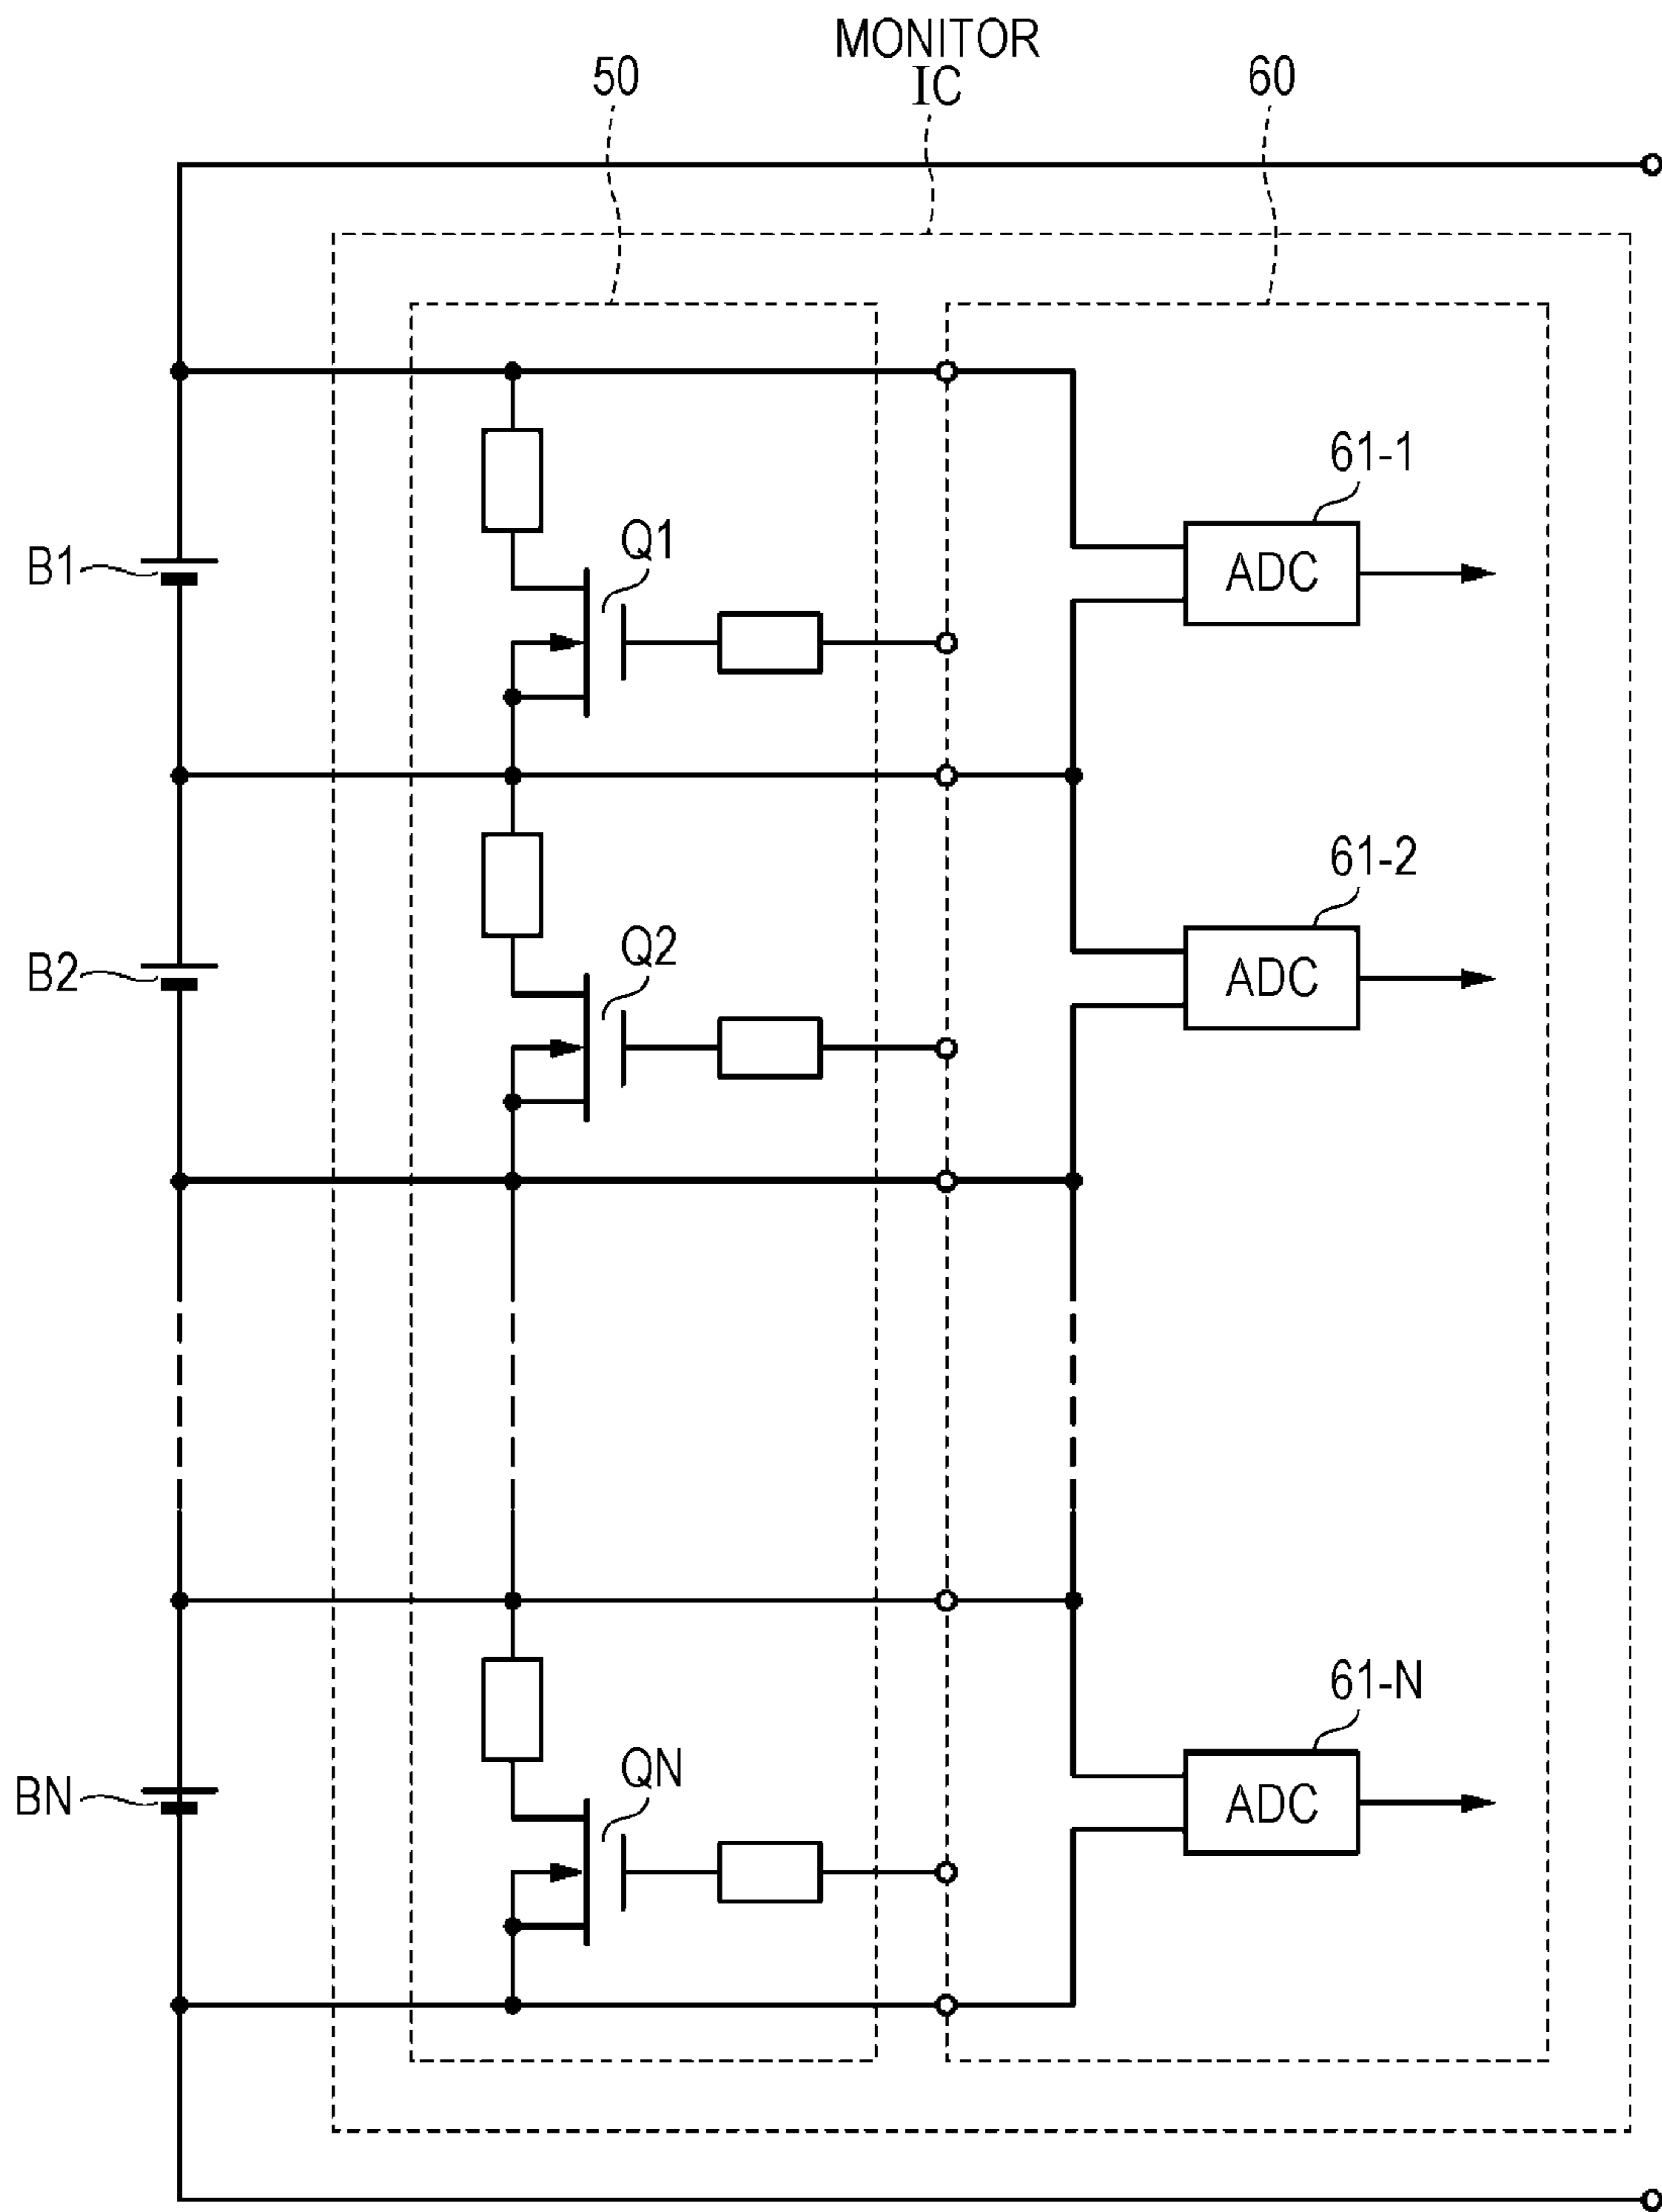 MONITOR
IC
50
60
61-1
ADC
Q1
B1
61-2
ADC
Q2
B2
61-N
ADC
QN
BN